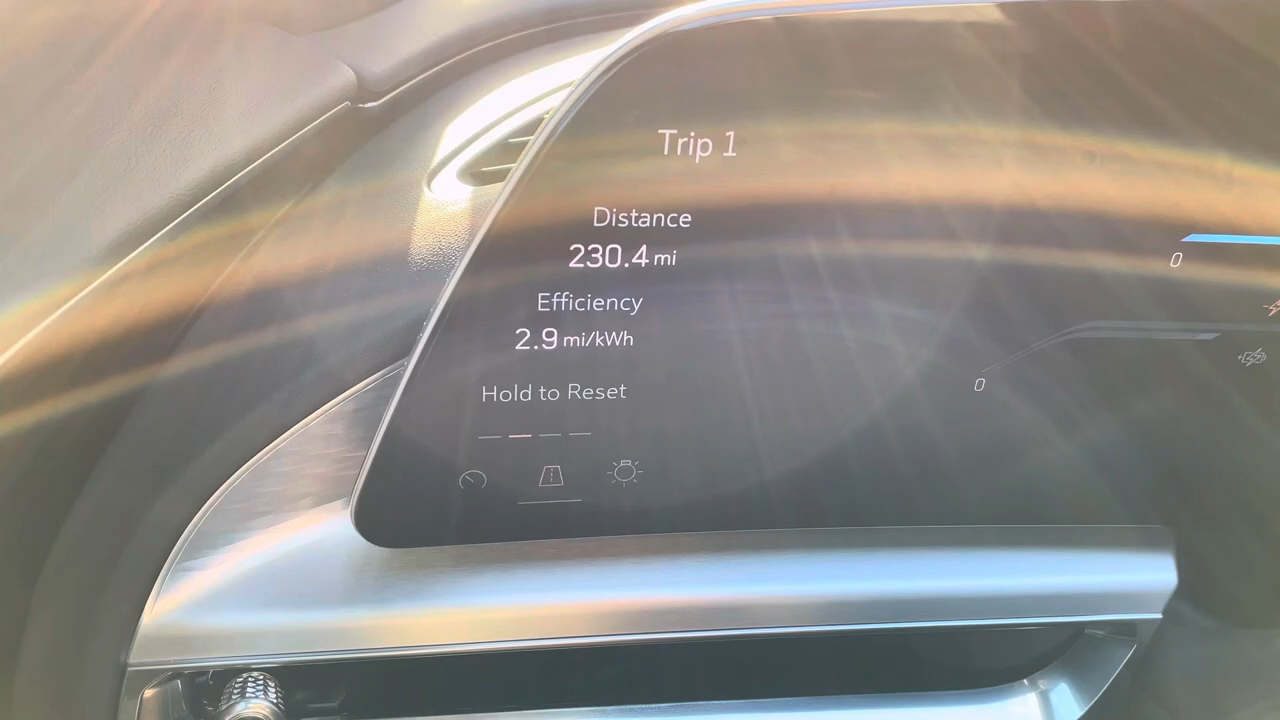 Trip 1
Distance
230.4 mi
0
Efficiency
2.9 mi/kWh
0
Hold to Reset